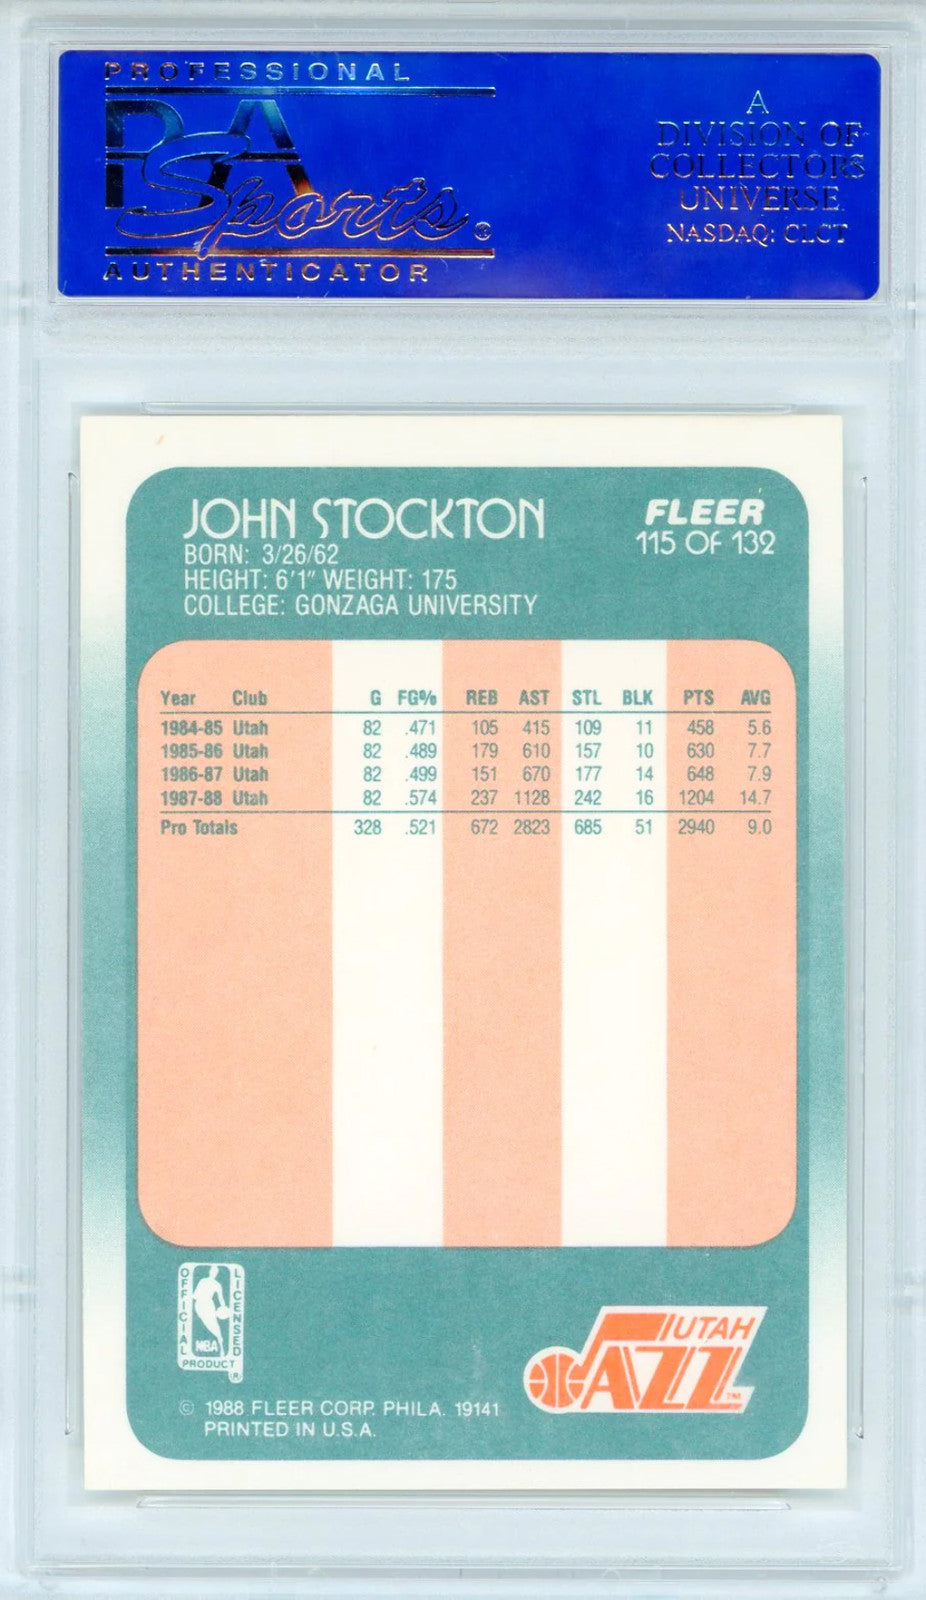 PROFESSIONAL
PSA
Sports®
AUTHENTICATOR
A
DIVISION OF
COLLECTORS
UNIVERSE
NASDAQ: CLCT
JOHN STOCKTON
BORN: 3/26/62
HEIGHT: 6'1" WEIGHT: 175
COLLEGE: GONZAGA UNIVERSITY
FLEER
115 OF 132
Year Club G FG% REB AST STL BLK PTS AVG
1984-85 Utah 82 .471 105 415 109 11 458 5.6
1985-86 Utah 82 .489 179 610 157 10 630 7.7
1986-87 Utah 82 .499 151 670 177 14 648 7.9
1987-88 Utah 82 .574 237 1128 242 16 1204 14.7
Pro Totals 328 .521 672 2823 685 51 2940 9.0
OFFICIAL
LICENSED
NBA
PRODUCT
®
UTAH
JAZZ
™
© 1988 FLEER CORP. PHILA. 19141
PRINTED IN U.S.A.